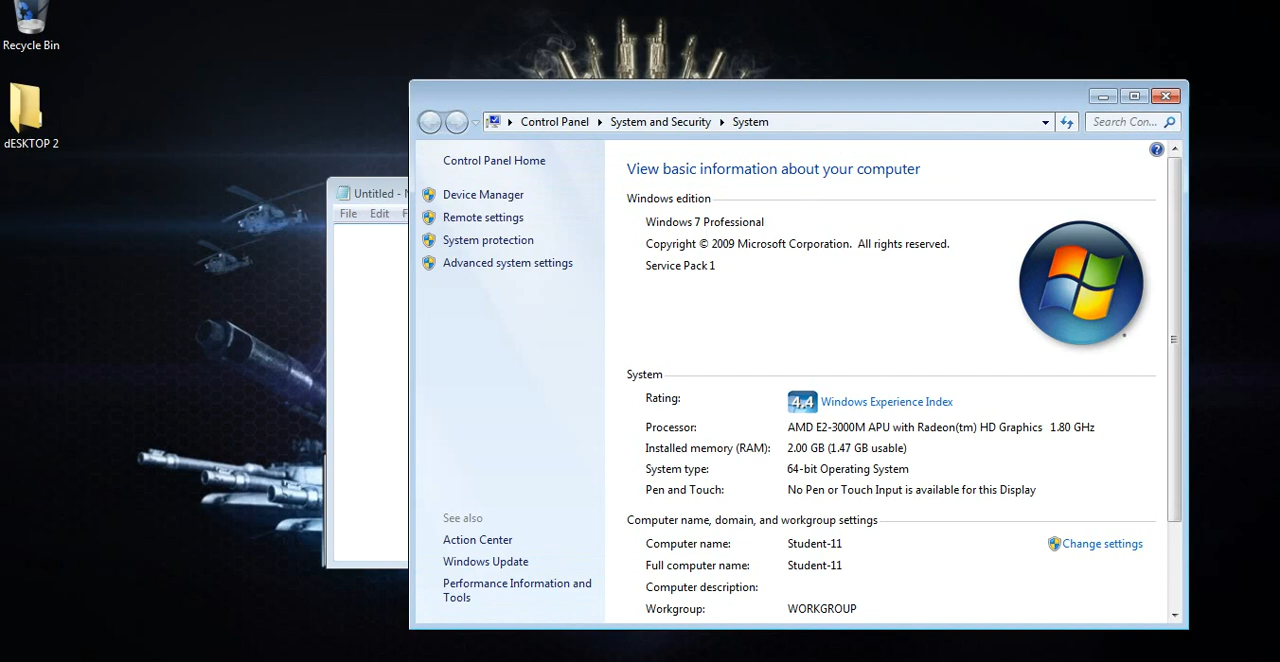 Recycle Bin
dESKTOP 2
Untitled - N
File Edit F
Control Panel System and Security System
Search Con...
Control Panel Home
Device Manager
Remote settings
System protection
Advanced system settings
See also
Action Center
Windows Update
Performance Information and
Tools
View basic information about your computer
Windows edition
Windows 7 Professional
Copyright © 2009 Microsoft Corporation. All rights reserved.
Service Pack 1
System
Rating: 4,4 Windows Experience Index
Processor: AMD E2-3000M APU with Radeon(tm) HD Graphics 1.80 GHz
Installed memory (RAM): 2.00 GB (1.47 GB usable)
System type: 64-bit Operating System
Pen and Touch: No Pen or Touch Input is available for this Display
Computer name, domain, and workgroup settings
Computer name: Student-11 Change settings
Full computer name: Student-11
Computer description:
Workgroup: WORKGROUP